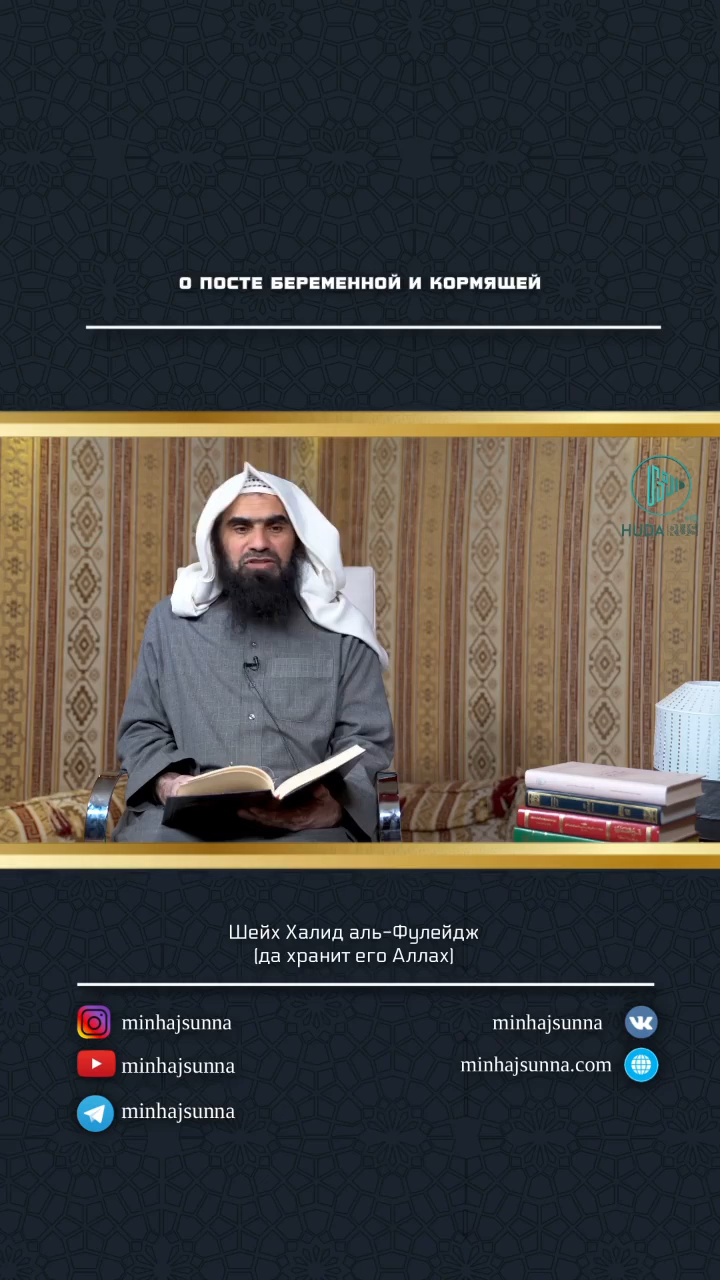 О ПОСТЕ БЕРЕМЕННОЙ И КОРМЯЩЕЙ
HUDA RUS
Шейх Халид аль-Фулейдж
(да хранит его Аллах)
minhajsunna
minhajsunna
minhajsunna
minhajsunna.com
minhajsunna